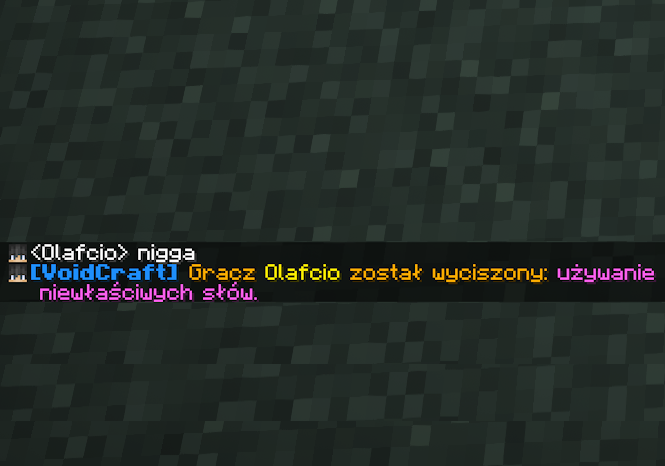 <Olafcio> nigga
[VoidCraft] Gracz Olafcio został wyciszony: używanie
niewłaściwych słów.